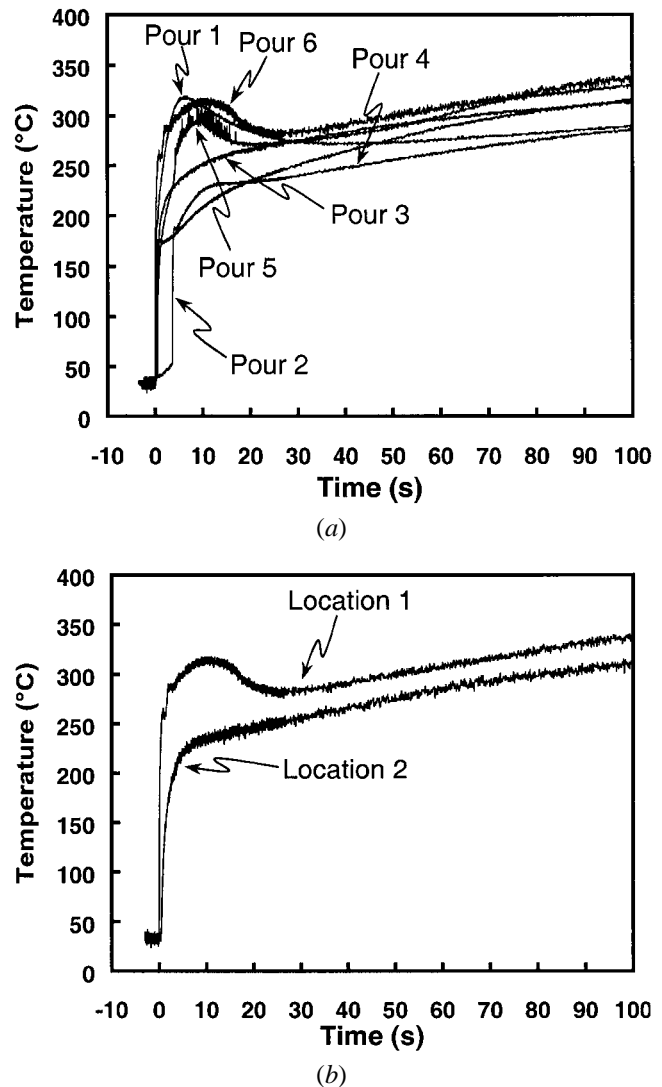 400
350
300
250
200
150
100
50
0
Temperature (°C)
Pour 1
Pour 6
Pour 4
Pour 3
Pour 5
Pour 2
-10 0 10 20 30 40 50 60 70 80 90 100
Time (s)
(a)
400
350
300
250
200
150
100
50
0
Temperature (°C)
Location 1
Location 2
-10 0 10 20 30 40 50 60 70 80 90 100
Time (s)
(b)